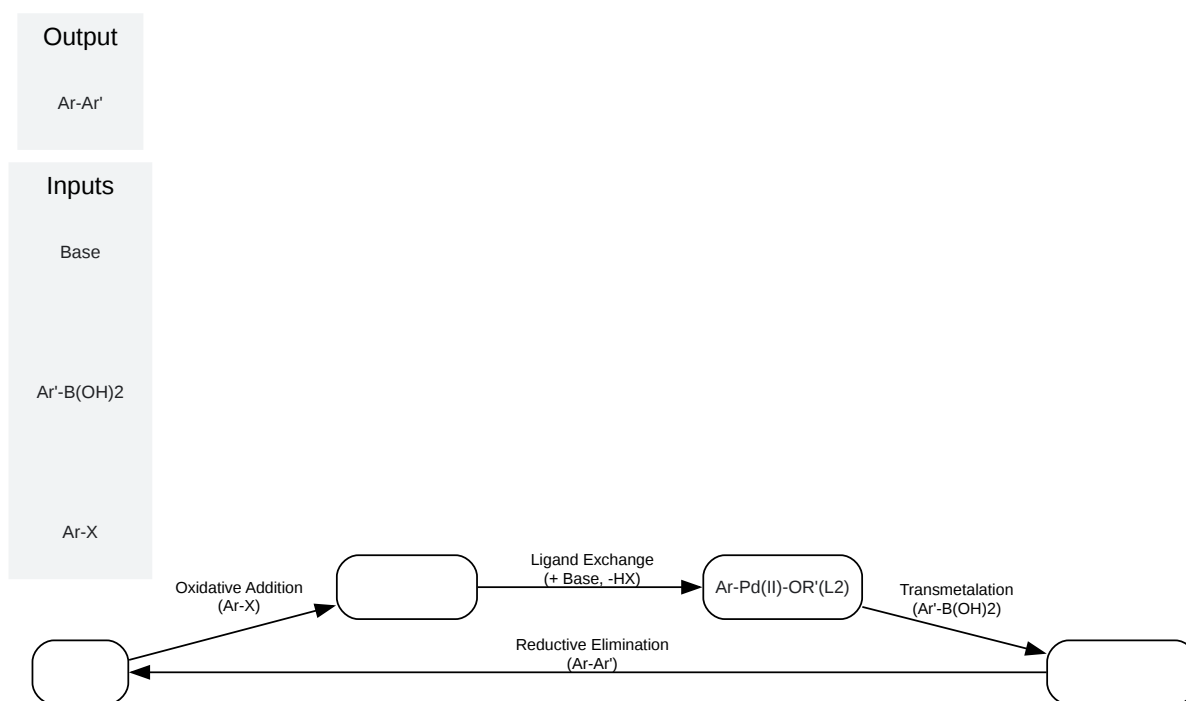 Output
Ar-Ar'
Inputs
Base
Ar'-B(OH)2
Ar-X
Oxidative Addition
(Ar-X)
Ligand Exchange
(+ Base, -HX)
Ar-Pd(II)-OR'(L2)
Transmetalation
(Ar'-B(OH)2)
Reductive Elimination
(Ar-Ar')